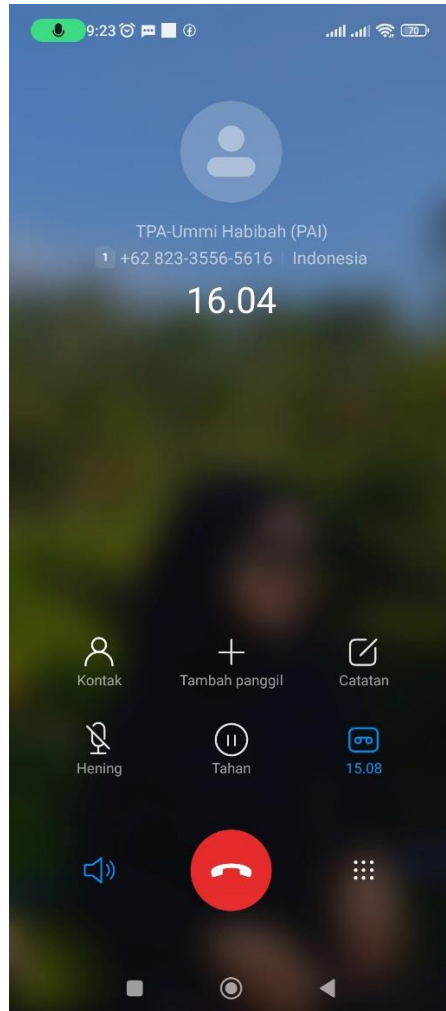 9:23 70
TPA-Ummi Habibah (PAI)
1 +62 823-3556-5616 Indonesia
16.04
Kontak Tambah panggil Catatan
Hening Tahan 15.08